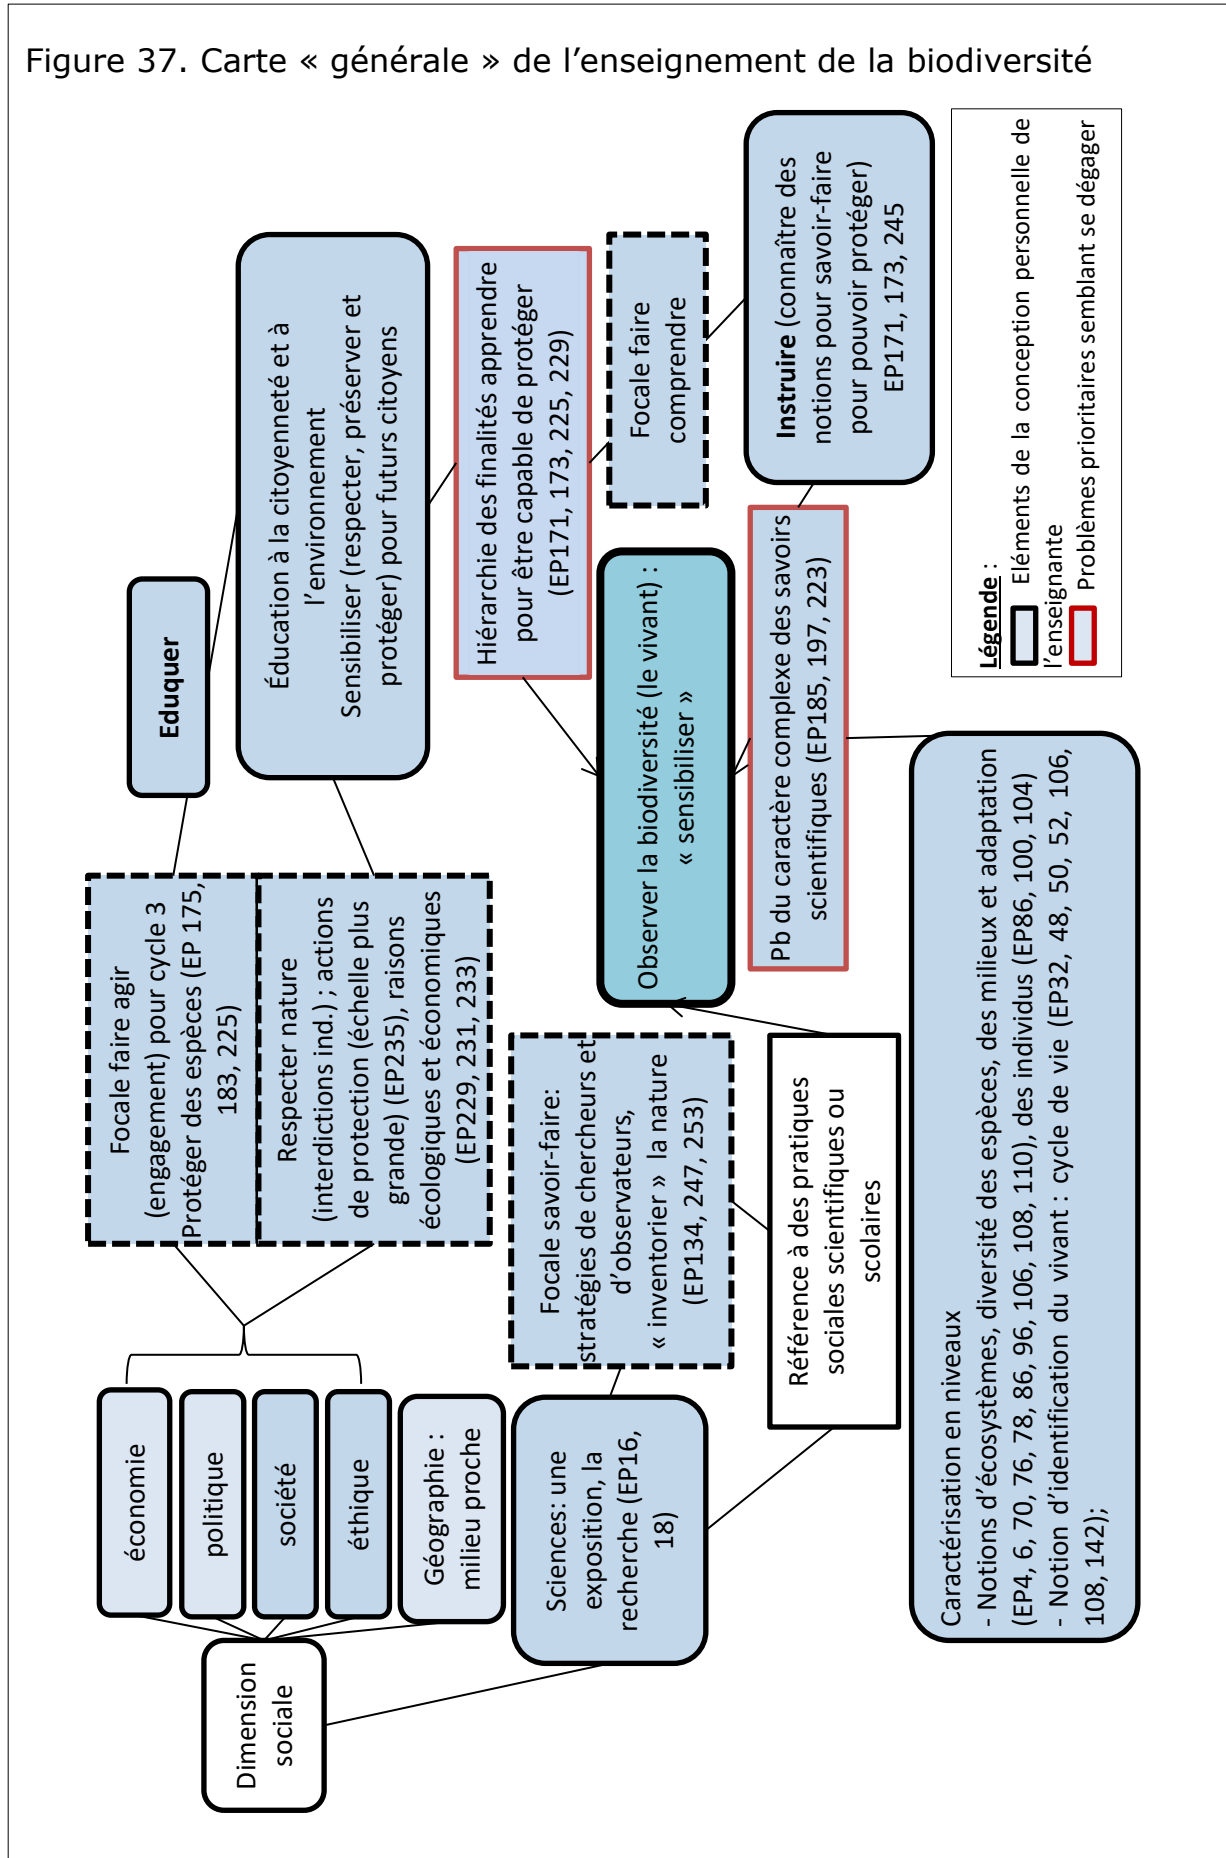 Figure 37. Carte « générale » de l'enseignement de la biodiversité
Dimension
sociale
économie
politique
société
éthique
Géographie :
milieu proche
Sciences: une
exposition, la
recherche (EP16,
18)
Focale faire agir
(engagement) pour cycle 3
Protéger des espèces (EP 175,
183, 225)
Respecter nature
(interdictions ind.) ; actions
de protection (échelle plus
grande) (EP235), raisons
écologiques et économiques
(EP229, 231, 233)
Focale savoir-faire:
stratégies de chercheurs et
d'observateurs,
« inventorier » la nature
(EP134, 247, 253)
Référence à des pratiques
sociales scientifiques ou
scolaires
Eduquer
Éducation à la citoyenneté et à
l'environnement
Sensibiliser (respecter, préserver et
protéger) pour futurs citoyens
Hiérarchie des finalités apprendre
pour être capable de protéger
(EP171, 173, 225, 229)
Focale faire
comprendre
Instruire (connaître des
notions pour savoir-faire
pour pouvoir protéger)
EP171, 173, 245
Observer la biodiversité (le vivant) :
« sensibiliser »
Pb du caractère complexe des savoirs
scientifiques (EP185, 197, 223)
Caractérisation en niveaux
- Notions d'écosystèmes, diversité des espèces, des milieux et adaptation
(EP4, 6, 70, 76, 78, 86, 96, 106, 108, 110), des individus (EP86, 100, 104)
- Notion d'identification du vivant : cycle de vie (EP32, 48, 50, 52, 106,
108, 142);
Légende :
Eléments de la conception personnelle de
l'enseignante
Problèmes prioritaires semblant se dégager